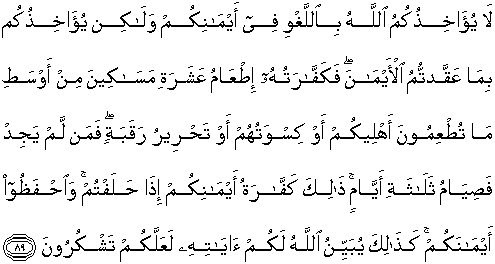 لَا يُؤَاخِذُكُمُ ٱللَّهُ بِٱللَّغْوِ فِىٓ أَيْمَـٰنِكُمْ وَلَـٰكِن يُؤَاخِذُكُم
بِمَا عَقَّدتُّمُ ٱلْأَيْمَـٰنَ ۖ فَكَفَّـٰرَتُهُۥٓ إِطْعَامُ عَشَرَةِ مَسَـٰكِينَ مِنْ أَوْسَطِ
مَا تُطْعِمُونَ أَهْلِيكُمْ أَوْ كِسْوَتُهُمْ أَوْ تَحْرِيرُ رَقَبَةٍ ۖ فَمَن لَّمْ يَجِدْ
فَصِيَامُ ثَلَـٰثَةِ أَيَّامٍ ۚ ذَٰلِكَ كَفَّـٰرَةُ أَيْمَـٰنِكُمْ إِذَا حَلَفْتُمْ ۚ وَٱحْفَظُوٓا۟
أَيْمَـٰنَكُمْ ۚ كَذَٰلِكَ يُبَيِّنُ ٱللَّهُ لَكُمْ ءَايَـٰتِهِۦ لَعَلَّكُمْ تَشْكُرُونَ ٨٩